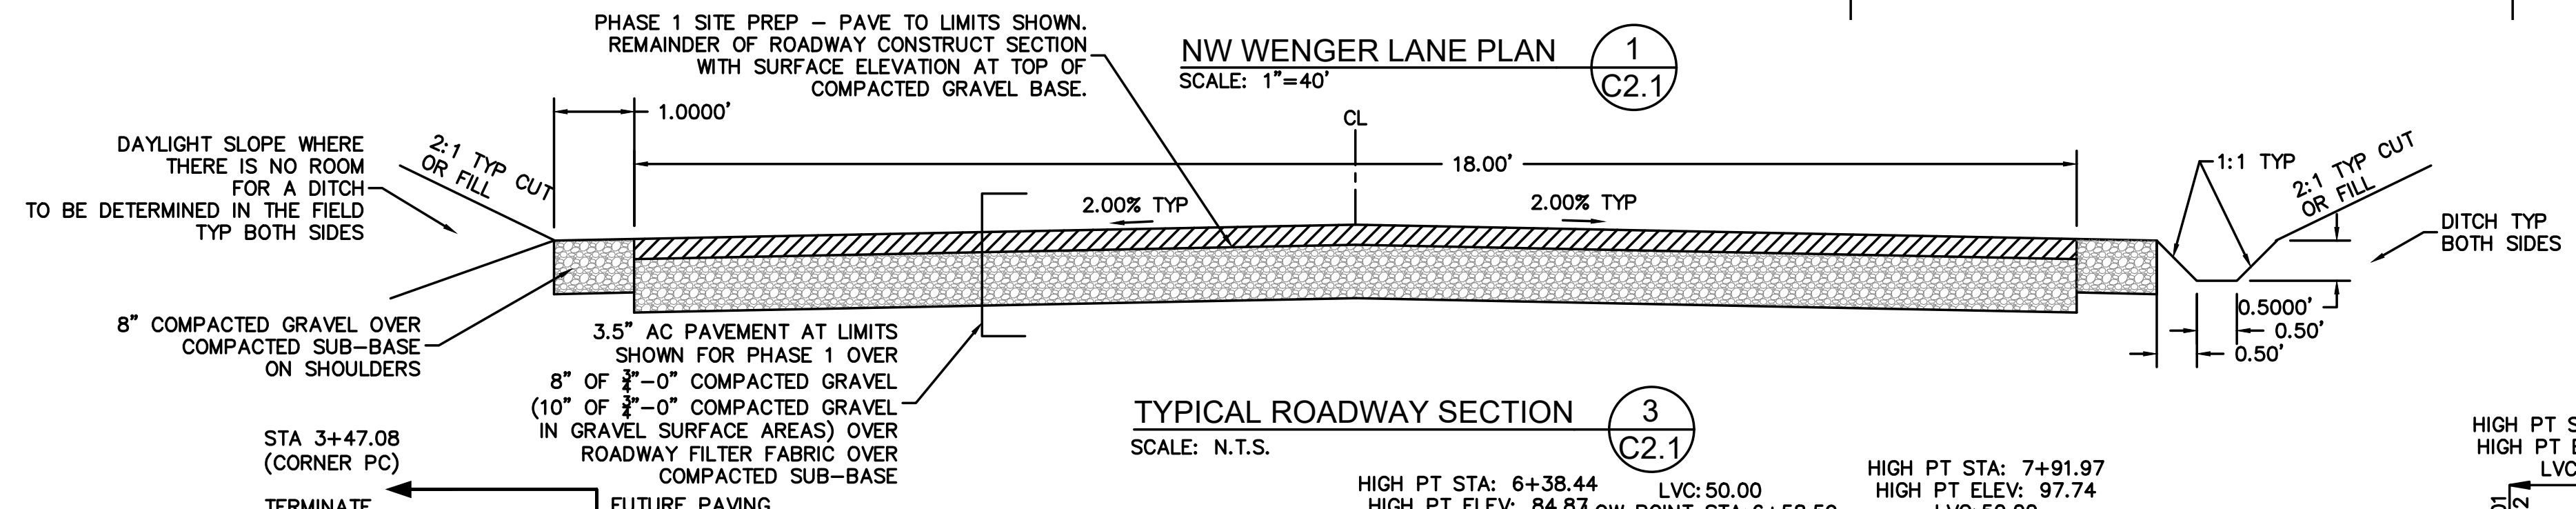 PHASE 1 SITE PREP – PAVE TO LIMITS SHOWN.
REMAINDER OF ROADWAY CONSTRUCT SECTION
WITH SURFACE ELEVATION AT TOP OF
COMPACTED GRAVEL BASE.
NW WENGER LANE PLAN
SCALE: 1"=40'
1
C2.1
1.0000'
CL
18.00'
DAYLIGHT SLOPE WHERE
THERE IS NO ROOM
FOR A DITCH
TO BE DETERMINED IN THE FIELD
TYP BOTH SIDES
2:1 TYP CUT
OR FILL
2.00% TYP
2.00% TYP
1:1 TYP
2:1 TYP CUT
OR FILL
DITCH TYP
BOTH SIDES
0.5000'
0.50'
0.50'
8" COMPACTED GRAVEL OVER
COMPACTED SUB-BASE
ON SHOULDERS
3.5" AC PAVEMENT AT LIMITS
SHOWN FOR PHASE 1 OVER
8" OF 3/4"-0" COMPACTED GRAVEL
(10" OF 3/4"-0" COMPACTED GRAVEL
IN GRAVEL SURFACE AREAS) OVER
ROADWAY FILTER FABRIC OVER
COMPACTED SUB-BASE
TYPICAL ROADWAY SECTION
SCALE: N.T.S.
3
C2.1
STA 3+47.08
(CORNER PC)
TERMINATE
FUTURE PAVING
HIGH PT STA: 6+38.44
HIGH PT ELEV: 84.87
LVC: 50.00
HIGH PT STA: 7+91.97
HIGH PT ELEV: 97.74
HIGH PT
HIGH PT
LVC